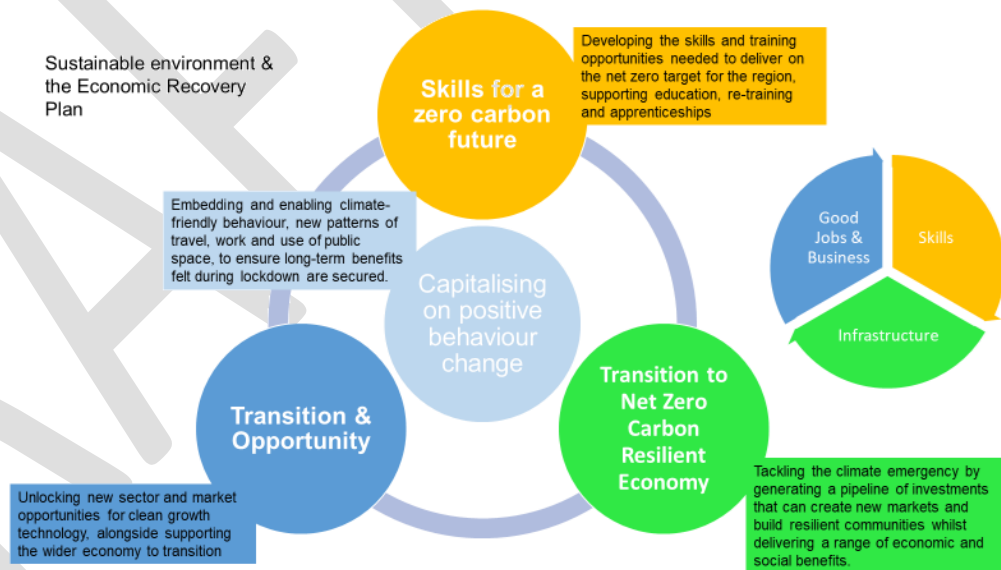 Sustainable environment &
the Economic Recovery
Plan
Skills for a
zero carbon
future
Developing the skills and training
opportunities needed to deliver on
the net zero target for the region,
supporting education, re-training
and apprenticeships
Embedding and enabling climate-
friendly behaviour, new patterns of
travel, work and use of public
space, to ensure long-term benefits
felt during lockdown are secured.
Capitalising
on positive
behaviour
change
Good
Jobs &
Business
Skills
Infrastructure
Transition &
Opportunity
Transition to
Net Zero
Carbon
Resilient
Economy
Unlocking new sector and market
opportunities for clean growth
technology, alongside supporting
the wider economy to transition
Tackling the climate emergency by
generating a pipeline of investments
that can create new markets and
build resilient communities whilst
delivering a range of economic and
social benefits.